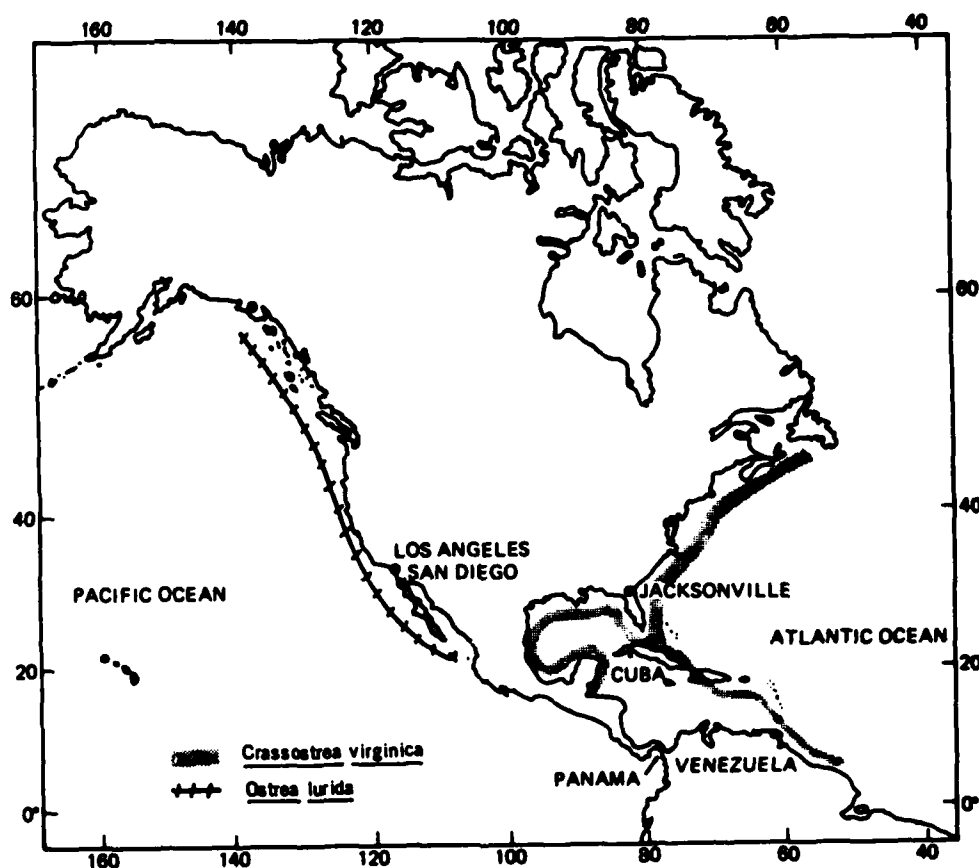 160 140 120 100 80 60 40
60 60
40 40
LOS ANGELES
SAN DIEGO
JACKSONVILLE
PACIFIC OCEAN
ATLANTIC OCEAN
20 20
CUBA
Crassostrea virginica
PANAMA VENEZUELA
Ostrea lurida
0° 0°
160 140 120 100 80 60 40